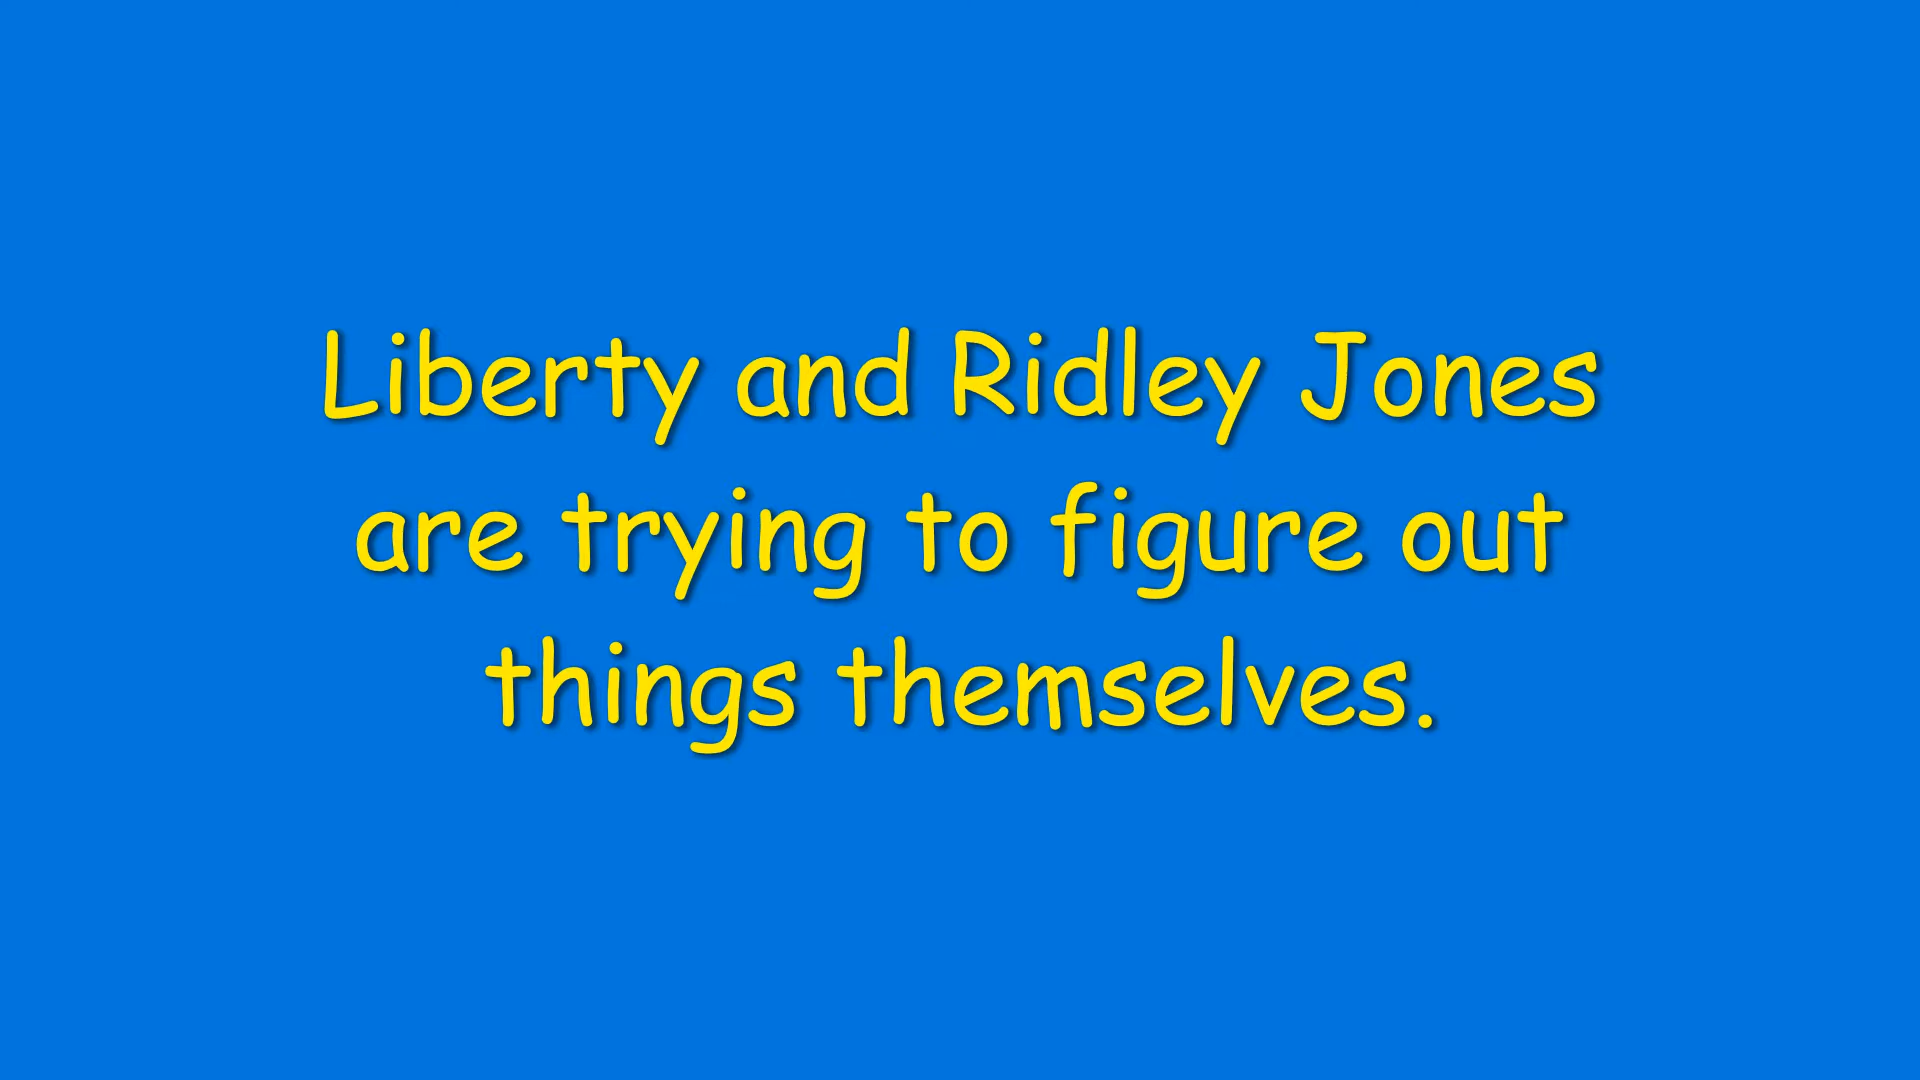 Liberty and Ridley Jones
are trying to figure out
things themselves.